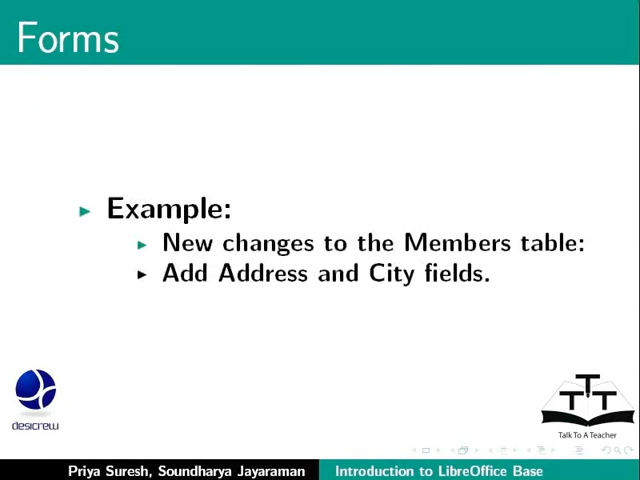 Forms
Example:
New changes to the Members table:
Add Address and City fields.
desicrew
TTT
Talk To A Teacher
Priya Suresh, Soundharya Jayaraman
Introduction to LibreOffice Base